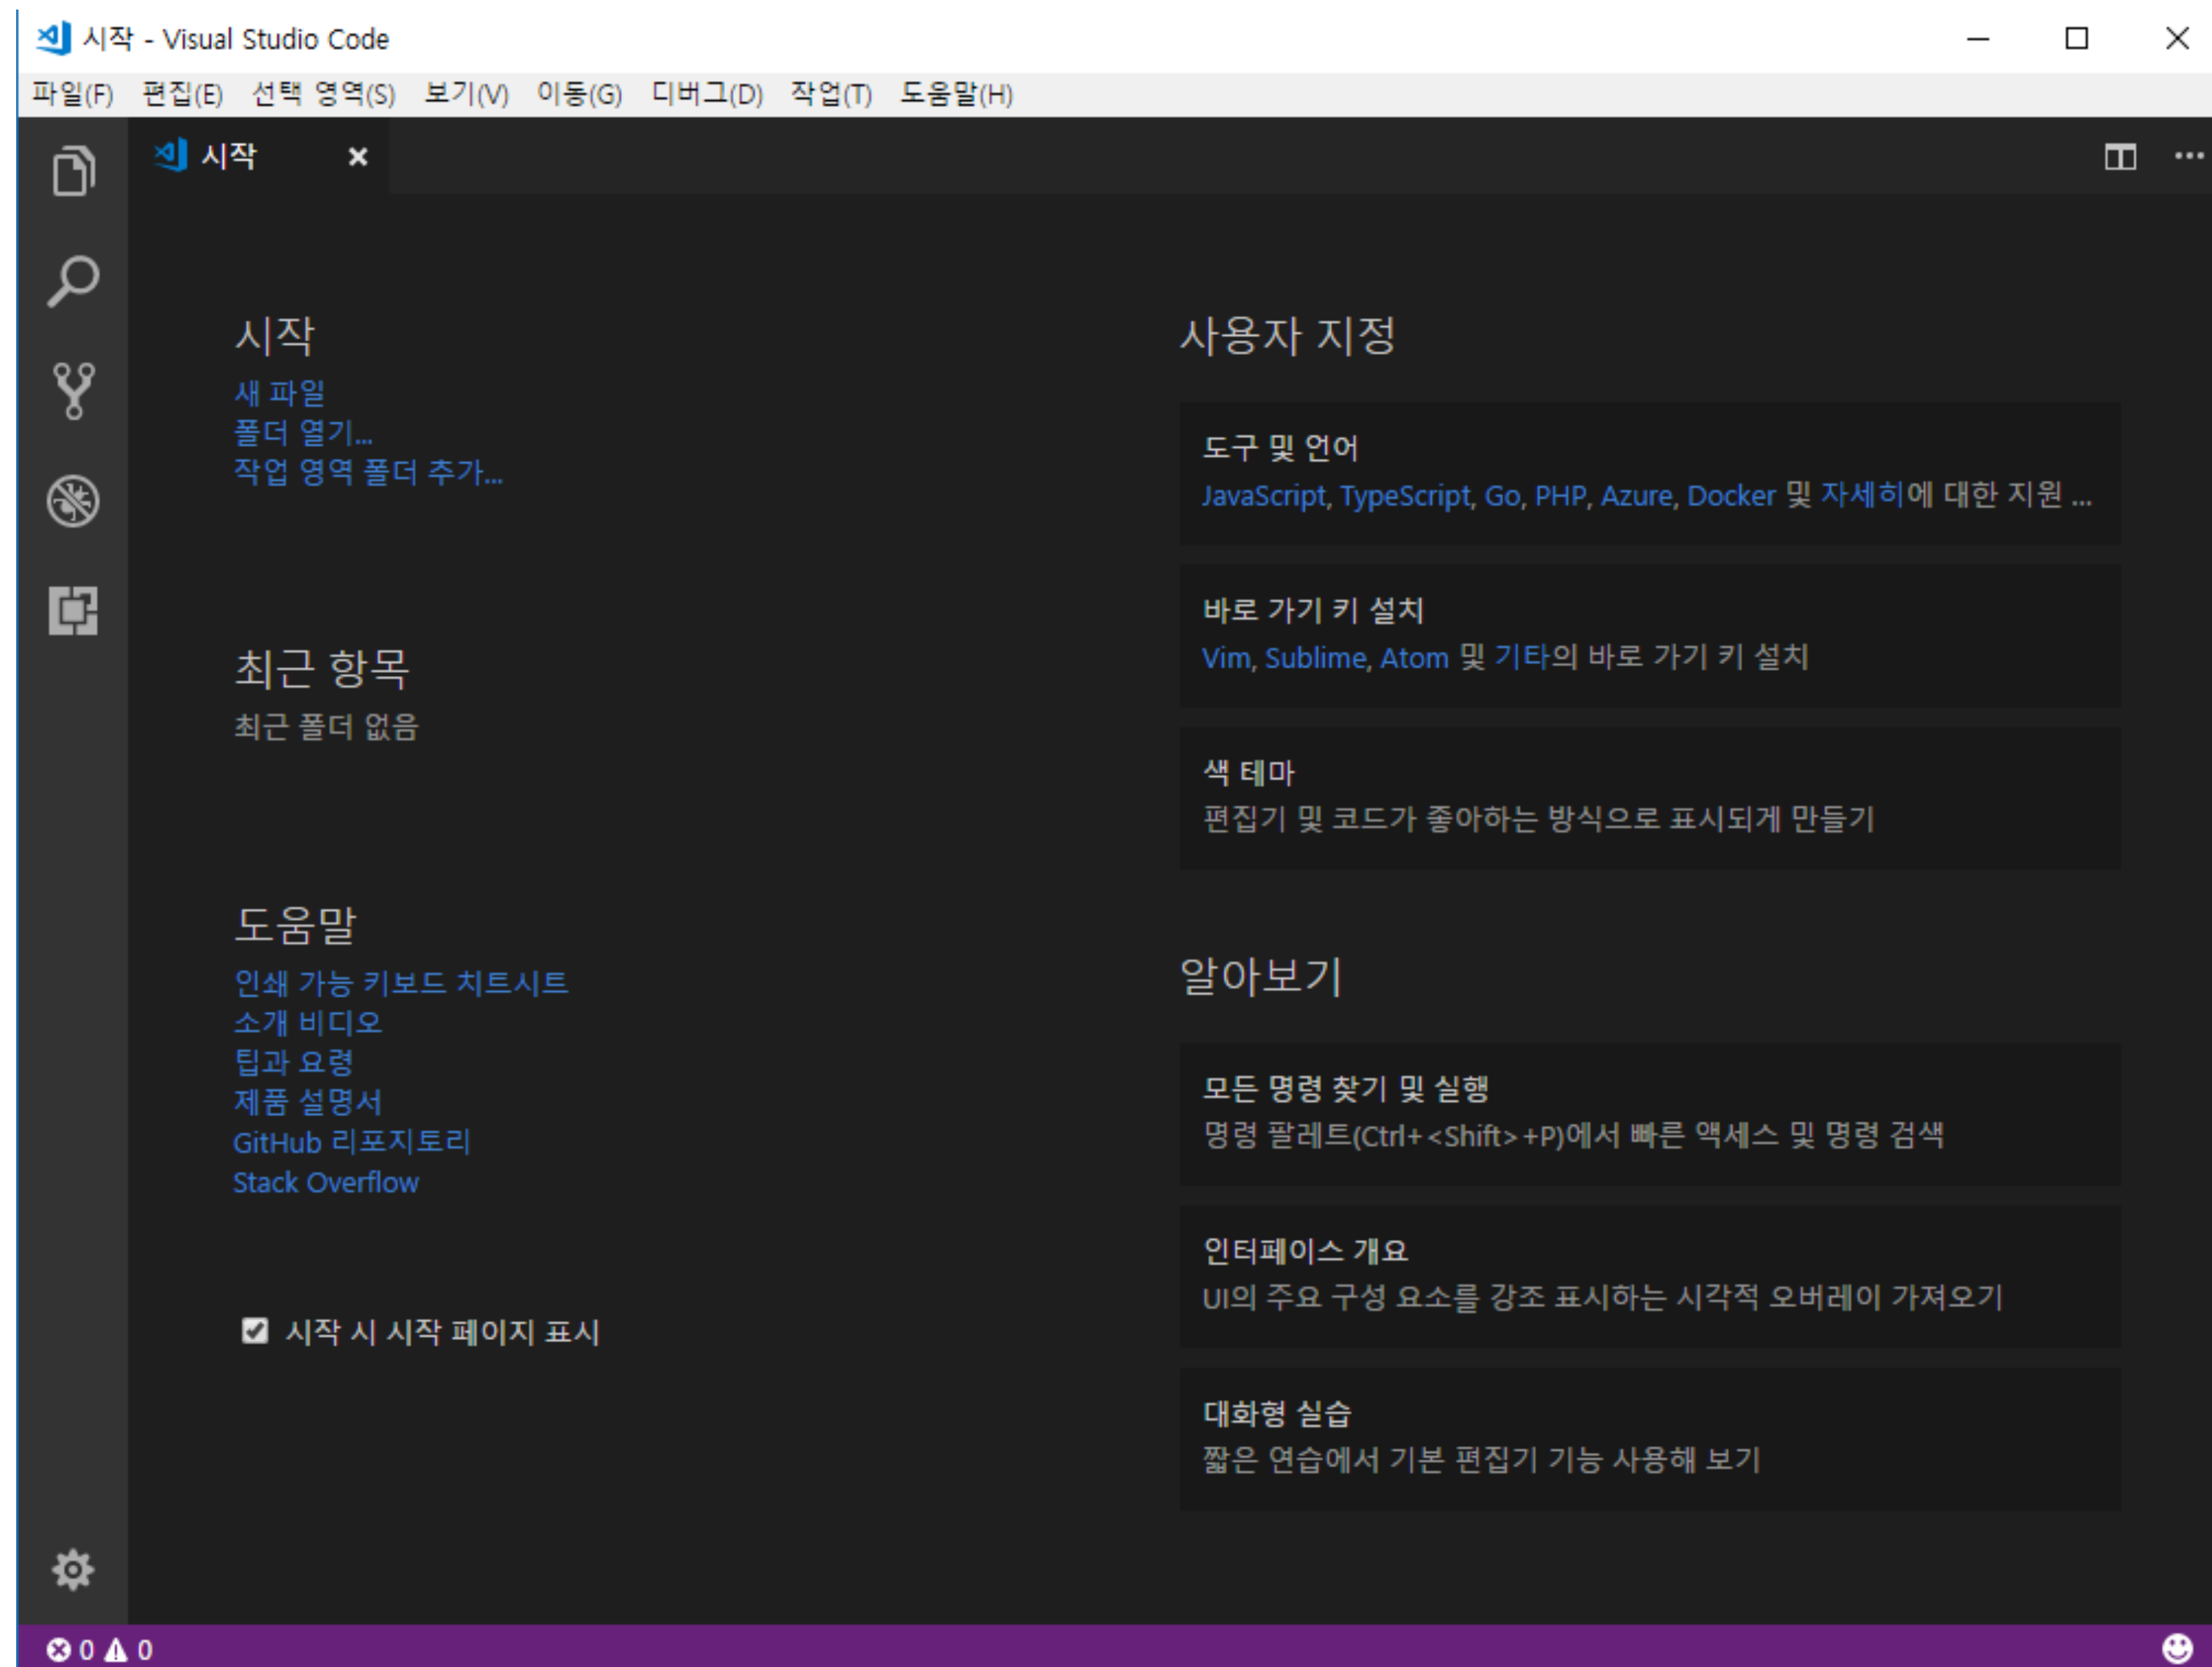 시작 - Visual Studio Code
파일(F) 편집(E) 선택 영역(S) 보기(V) 이동(G) 디버그(D) 작업(T) 도움말(H)
시작
시작
새 파일
폴더 열기...
작업 영역 폴더 추가...
최근 항목
최근 폴더 없음
도움말
인쇄 가능 키보드 치트시트
소개 비디오
팁과 요령
제품 설명서
GitHub 리포지토리
Stack Overflow
시작 시 시작 페이지 표시
사용자 지정
도구 및 언어
JavaScript, TypeScript, Go, PHP, Azure, Docker 및 자세히에 대한 지원 ...
바로 가기 키 설치
Vim, Sublime, Atom 및 기타의 바로 가기 키 설치
색 테마
편집기 및 코드가 좋아하는 방식으로 표시되게 만들기
알아보기
모든 명령 찾기 및 실행
명령 팔레트(Ctrl+<Shift>+P)에서 빠른 액세스 및 명령 검색
인터페이스 개요
UI의 주요 구성 요소를 강조 표시하는 시각적 오버레이 가져오기
대화형 실습
짧은 연습에서 기본 편집기 기능 사용해 보기
0 0